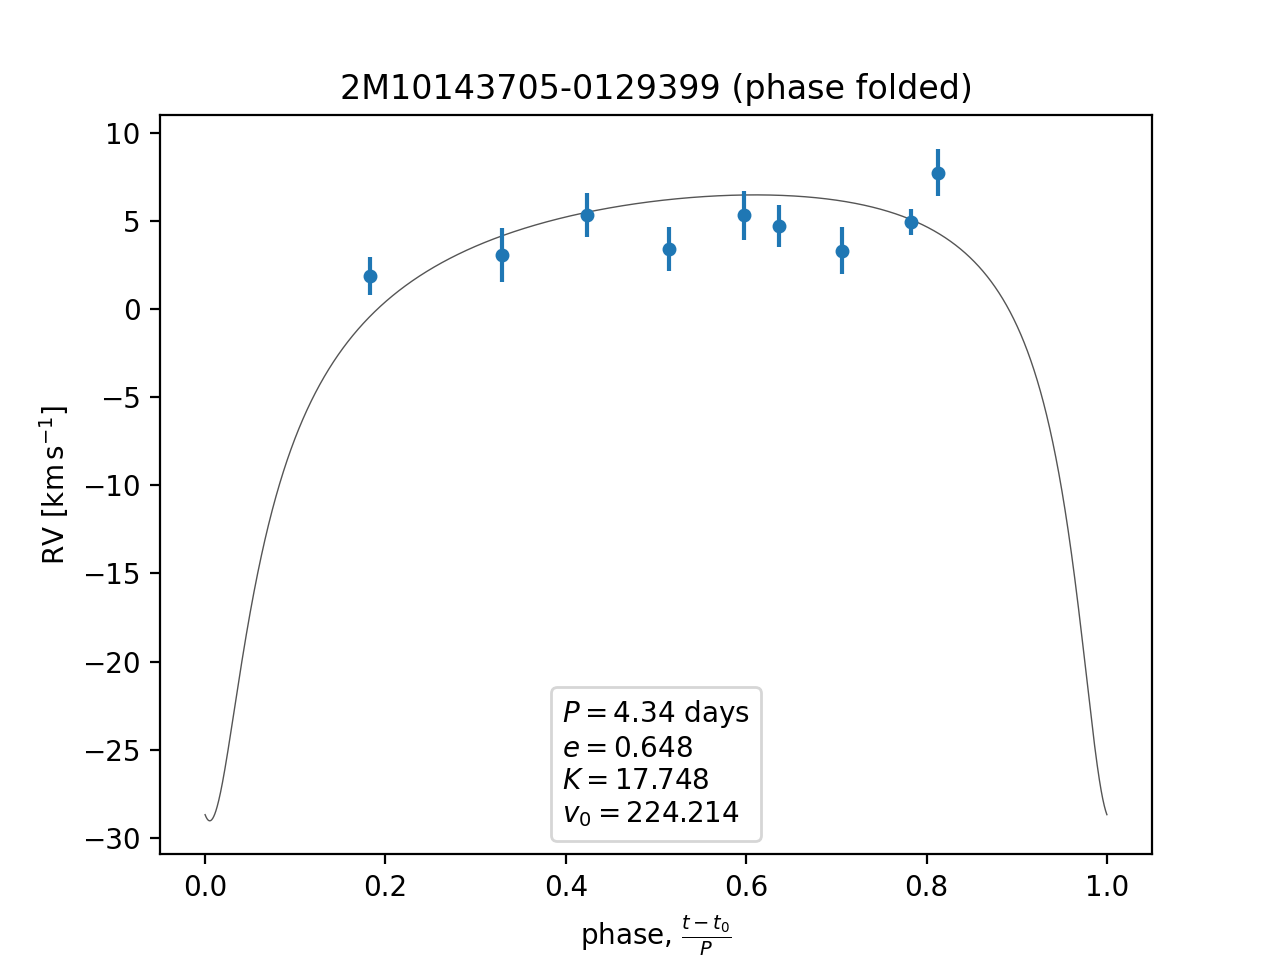 2M10143705-0129399 (phase folded)
10
5
0
−5
−10
−15
−20
−25
−30
RV [km s⁻¹]
P = 4.34 days
e = 0.648
K = 17.748
v₀ = 224.214
0.0 0.2 0.4 0.6 0.8 1.0
phase, (t − t₀)/P